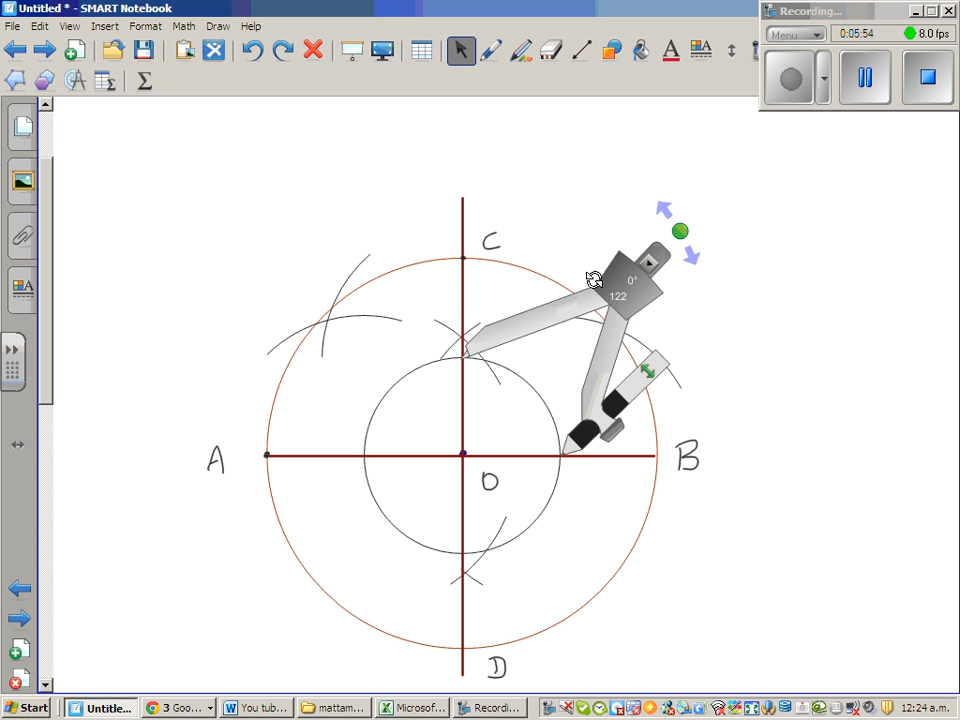 Untitled * - SMART Notebook
Recording...
File Edit View Insert Format Math Draw Help
Menu 0:05:54 8.0 fps
C
0°
122
A
B
O
D
Start Untitle... 3 Goo... You tub... mattam... Microsof... Recordi... 12:24 a.m.